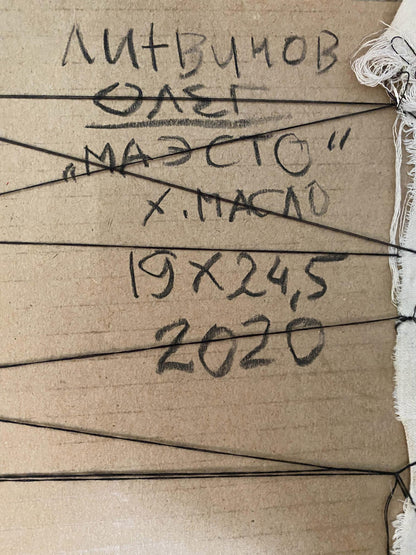 ЛИТВИНОВ
ОЛЕГ
„МАЭСТО"
Х. МАСЛО
19 X 24,5
2020